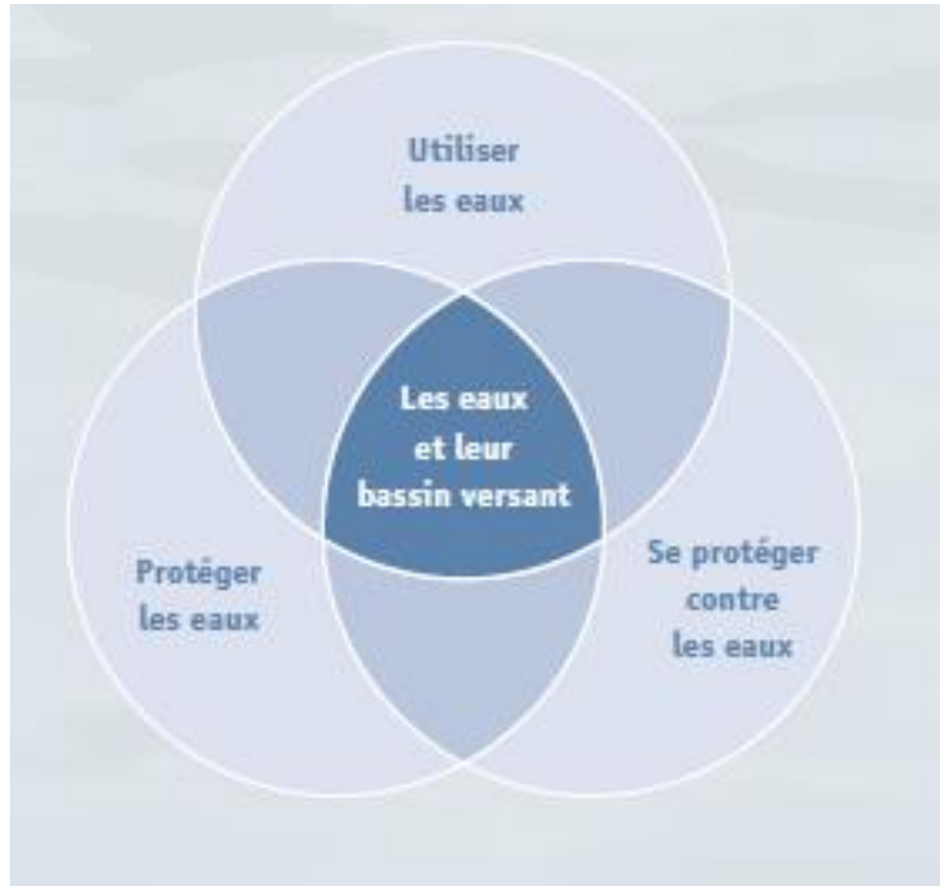 Utiliser
les eaux
Les eaux
et leur
bassin versant
Protéger
les eaux
Se protéger
contre
les eaux